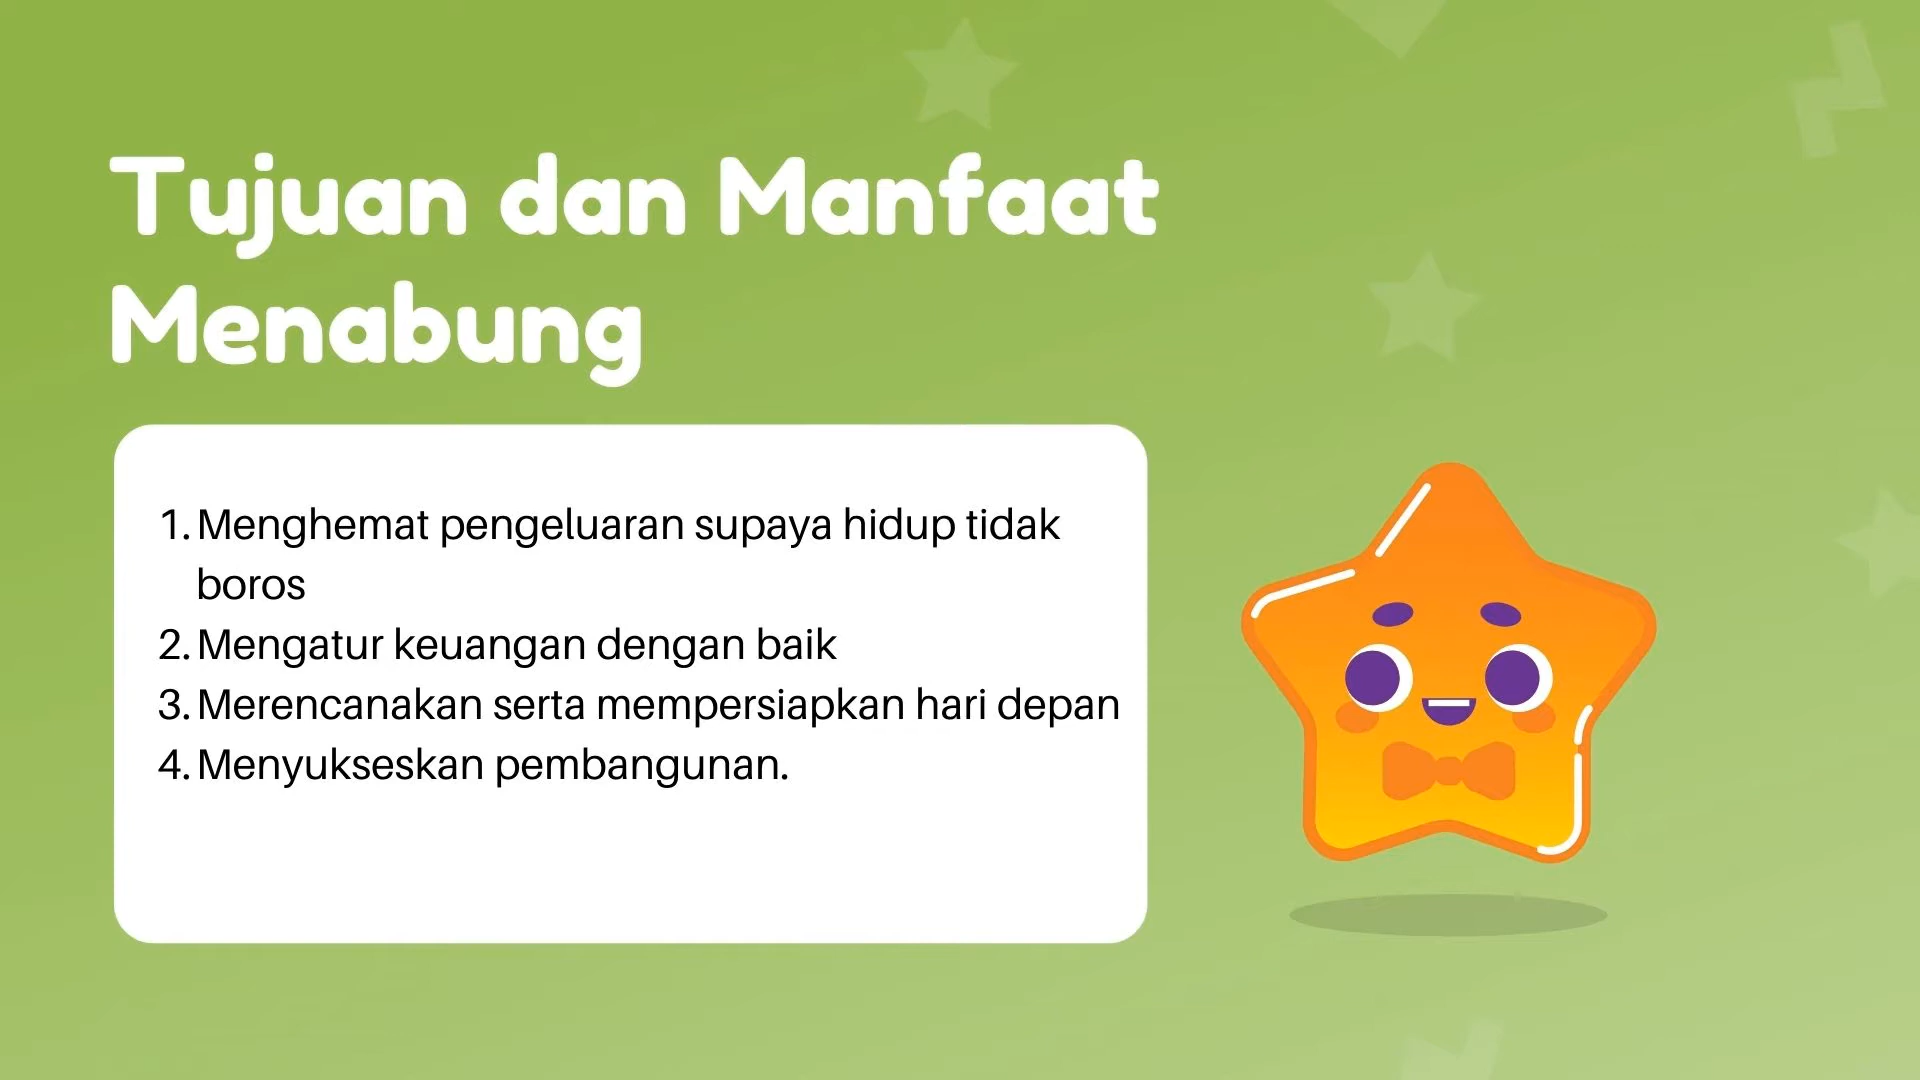 Tujuan dan Manfaat
Menabung
1. Menghemat pengeluaran supaya hidup tidak
boros
2. Mengatur keuangan dengan baik
3. Merencanakan serta mempersiapkan hari depan
4. Menyukseskan pembangunan.